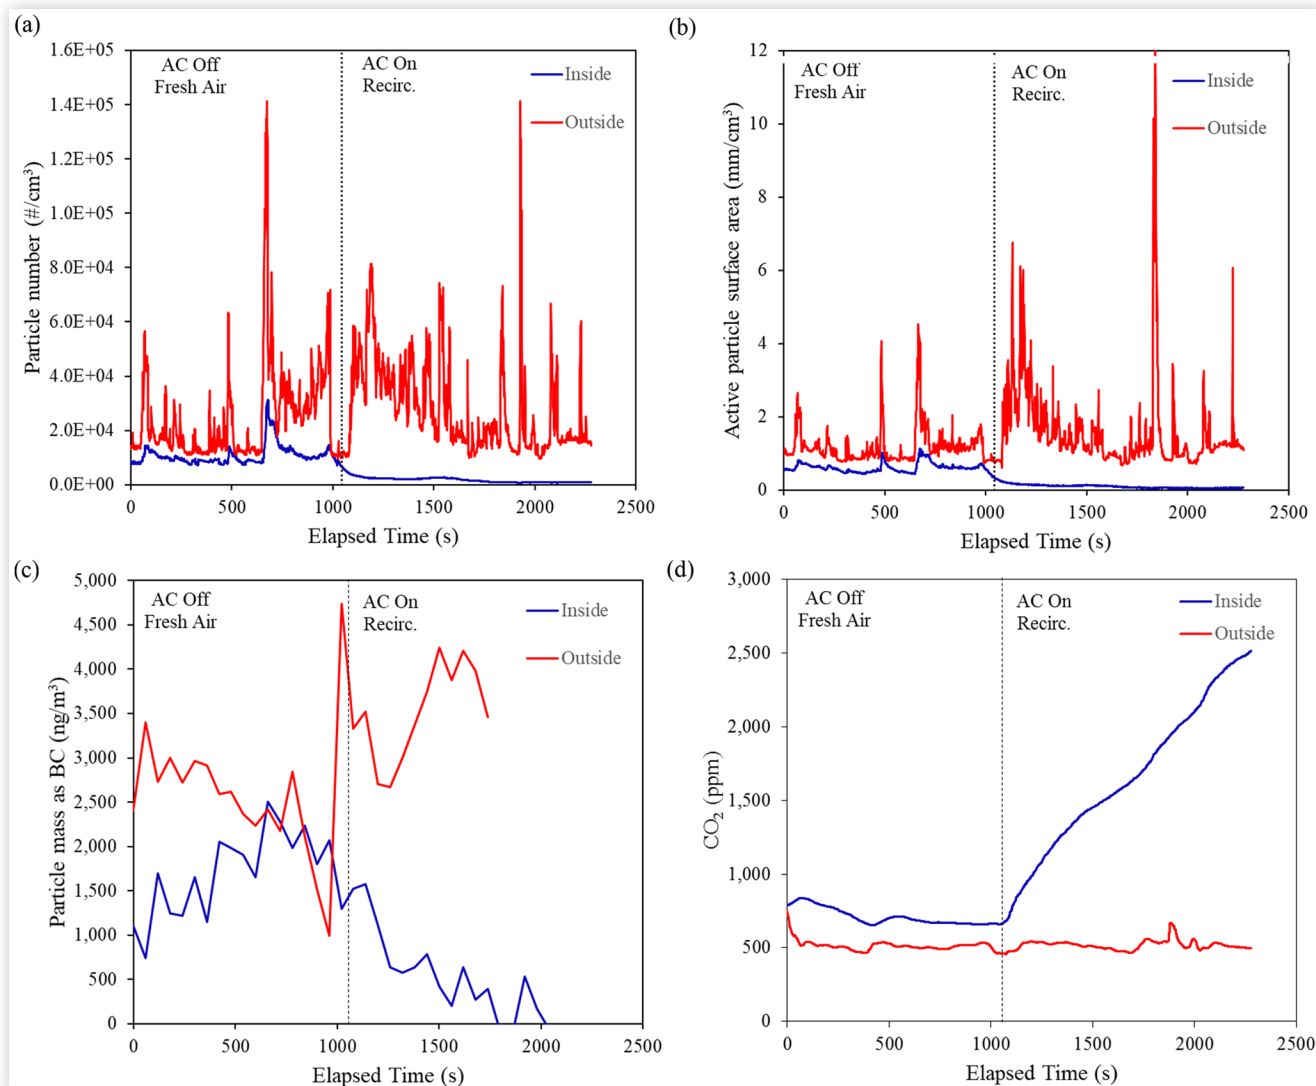 (a)
1.6E+05
1.4E+05
1.2E+05
1.0E+05
8.0E+04
6.0E+04
4.0E+04
2.0E+04
0.0E+00
Particle number (#/cm³)
AC Off
Fresh Air
AC On
Recirc.
Inside
Outside
0 500 1000 1500 2000 2500
Elapsed Time (s)
(b)
12
10
8
6
4
2
0
Active particle surface area (mm/cm³)
AC Off
Fresh Air
AC On
Recirc.
Inside
Outside
0 500 1000 1500 2000 2500
Elapsed Time (s)
(c)
5,000
4,500
4,000
3,500
3,000
2,500
2,000
1,500
1,000
500
0
Particle mass as BC (ng/m³)
AC Off
Fresh Air
AC On
Recirc.
Inside
Outside
0 500 1000 1500 2000 2500
Elapsed Time (s)
(d)
3,000
2,500
2,000
1,500
1,000
500
0
CO₂ (ppm)
AC Off
Fresh Air
AC On
Recirc.
Inside
Outside
0 500 1000 1500 2000 2500
Elapsed Time (s)